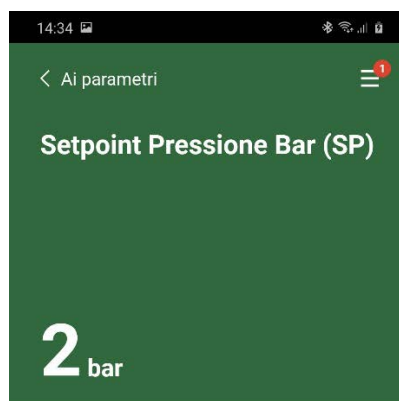 14:34
Ai parametri
1
Setpoint Pressione Bar (SP)
2 bar